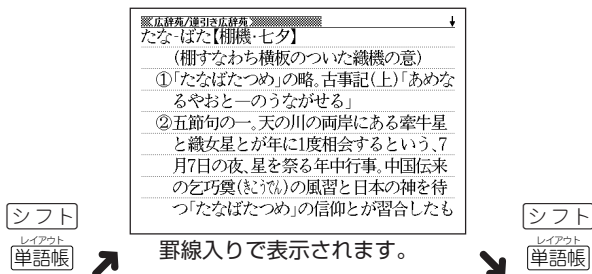 広辞苑/逆引き広辞苑
たな‐ばた【棚機・七夕】
(棚すなわち横板のついた織機の意)
①「たなばたつめ」の略。古事記(上)「あめな
るやおと―のうながせる」
②五節句の一。天の川の両岸にある牽牛星
と織女星とが年に1度相会するという、7
月7日の夜、星を祭る年中行事。中国伝来
の乞巧奠(きこうでん)の風習と日本の神を待
つ「たなばたつめ」の信仰とが習合したも
罫線入りで表示されます。
シフト
レイアウト
単語帳
シフト
レイアウト
単語帳